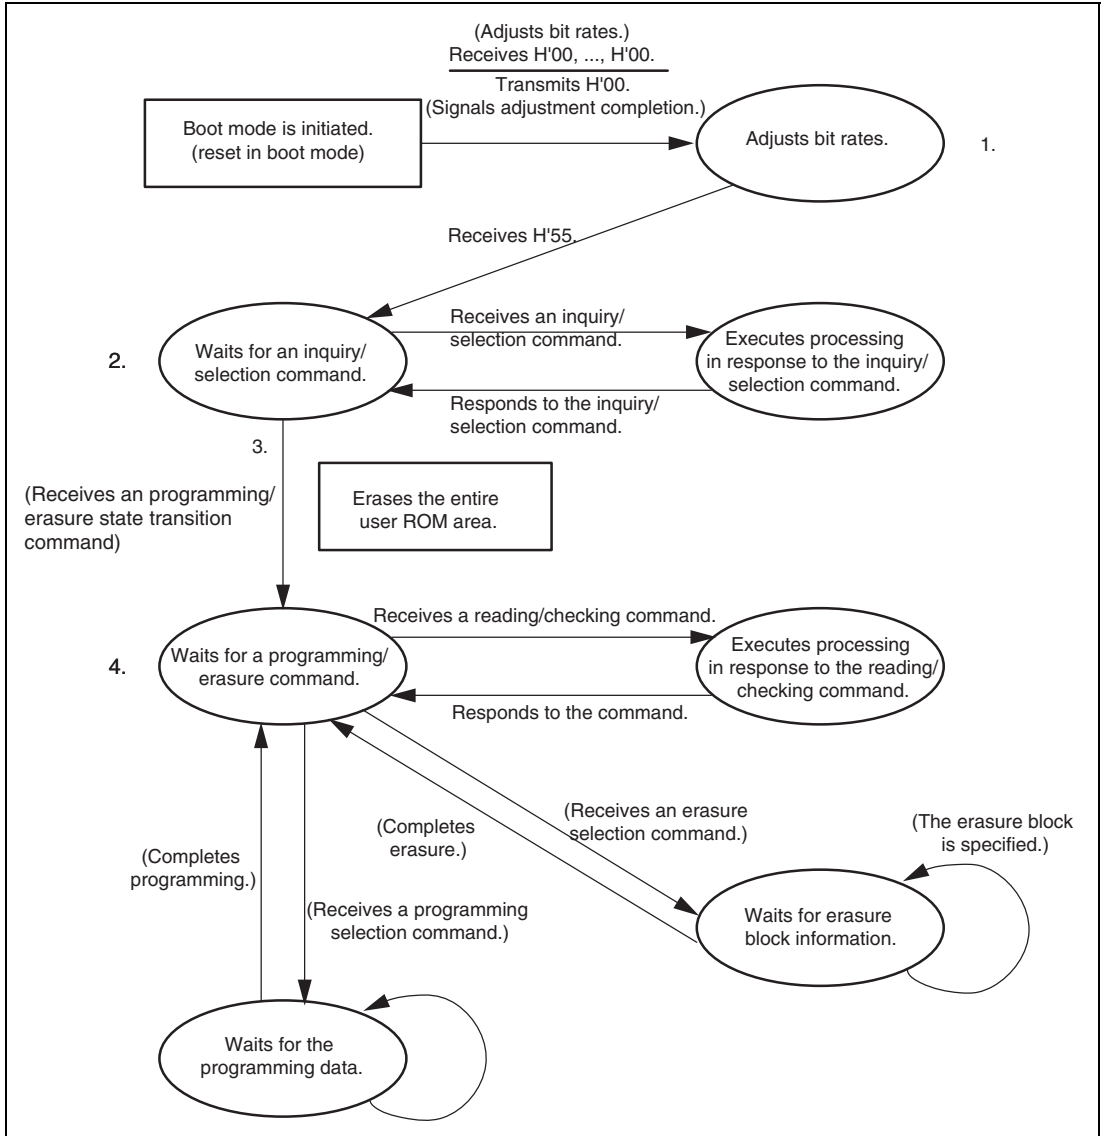 (Adjusts bit rates.)
Receives H'00, ..., H'00.
Transmits H'00.
(Signals adjustment completion.)
Boot mode is initiated.
(reset in boot mode)
Adjusts bit rates.
1.
Receives H'55.
2.
Waits for an inquiry/
selection command.
Receives an inquiry/
selection command.
Executes processing
in response to the inquiry/
selection command.
Responds to the inquiry/
selection command.
3.
(Receives an programming/
erasure state transition
command)
Erases the entire
user ROM area.
4.
Waits for a programming/
erasure command.
Receives a reading/checking command.
Executes processing
in response to the reading/
checking command.
Responds to the command.
(Receives an erasure
selection command.)
(Completes
erasure.)
(The erasure block
is specified.)
(Completes
programming.)
(Receives a programming
selection command.)
Waits for erasure
block information.
Waits for the
programming data.